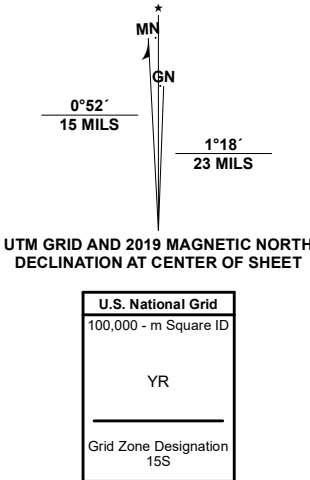 MN
GN
0°52´
15 MILS
1°18´
23 MILS
UTM GRID AND 2019 MAGNETIC NORTH
DECLINATION AT CENTER OF SHEET
U.S. National Grid
100,000 - m Square ID
YR
Grid Zone Designation
15S